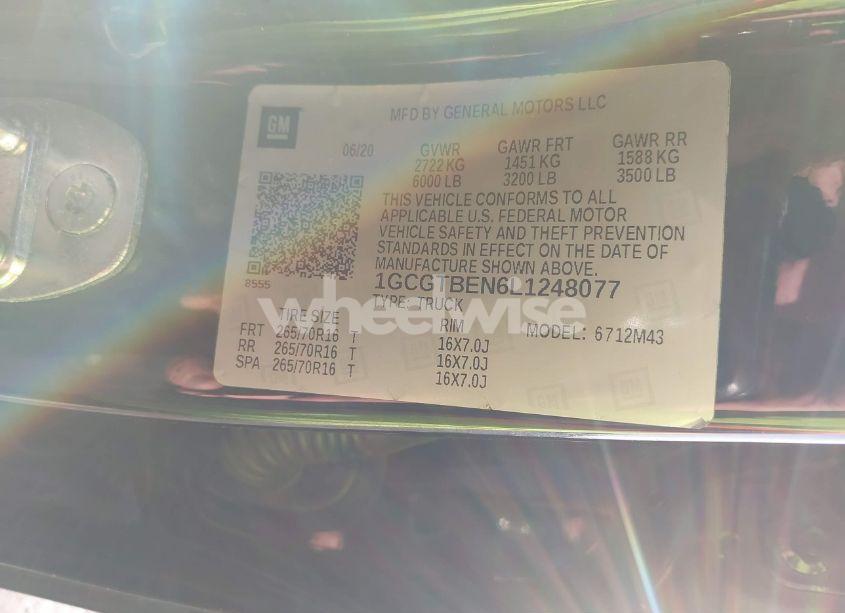 GM
MFD BY GENERAL MOTORS LLC
06/20 GVWR GAWR FRT GAWR RR
2722 KG 1451 KG 1588 KG
6000 LB 3200 LB 3500 LB
THIS VEHICLE CONFORMS TO ALL
APPLICABLE U.S. FEDERAL MOTOR
VEHICLE SAFETY AND THEFT PREVENTION
STANDARDS IN EFFECT ON THE DATE OF
MANUFACTURE SHOWN ABOVE.
8555
1GCGTBEN6L1248077
TYPE: TRUCK
wheelwise
TIRE SIZE RIM MODEL: 6712M43
FRT 265/70R16 T 16X7.0J
RR 265/70R16 T 16X7.0J
SPA 265/70R16 T 16X7.0J